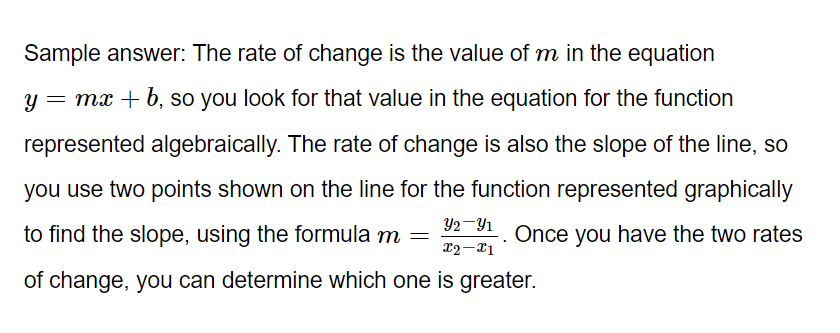 Sample answer: The rate of change is the value of m in the equation
y = mx + b, so you look for that value in the equation for the function
represented algebraically. The rate of change is also the slope of the line, so
you use two points shown on the line for the function represented graphically
to find the slope, using the formula m = \frac{y_2-y_1}{x_2-x_1}. Once you have the two rates
of change, you can determine which one is greater.